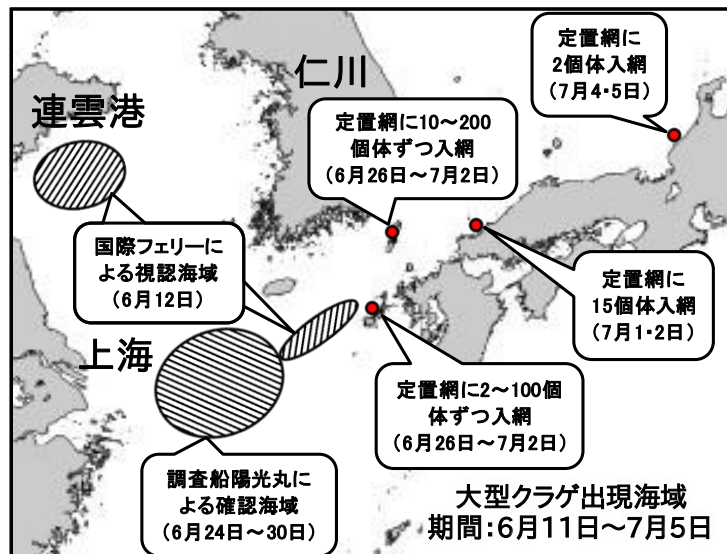 定置網に
2個体入網
(7月4・5日)
仁川
連雲港
定置網に10～200
個体ずつ入網
(6月26日～7月2日)
国際フェリーに
よる視認海域
(6月12日)
定置網に
15個体入網
(7月1・2日)
上海
定置網に2～100個
体ずつ入網
(6月26日～7月2日)
調査船陽光丸に
よる確認海域
(6月24日～30日)
大型クラゲ出現海域
期間:6月11日～7月5日